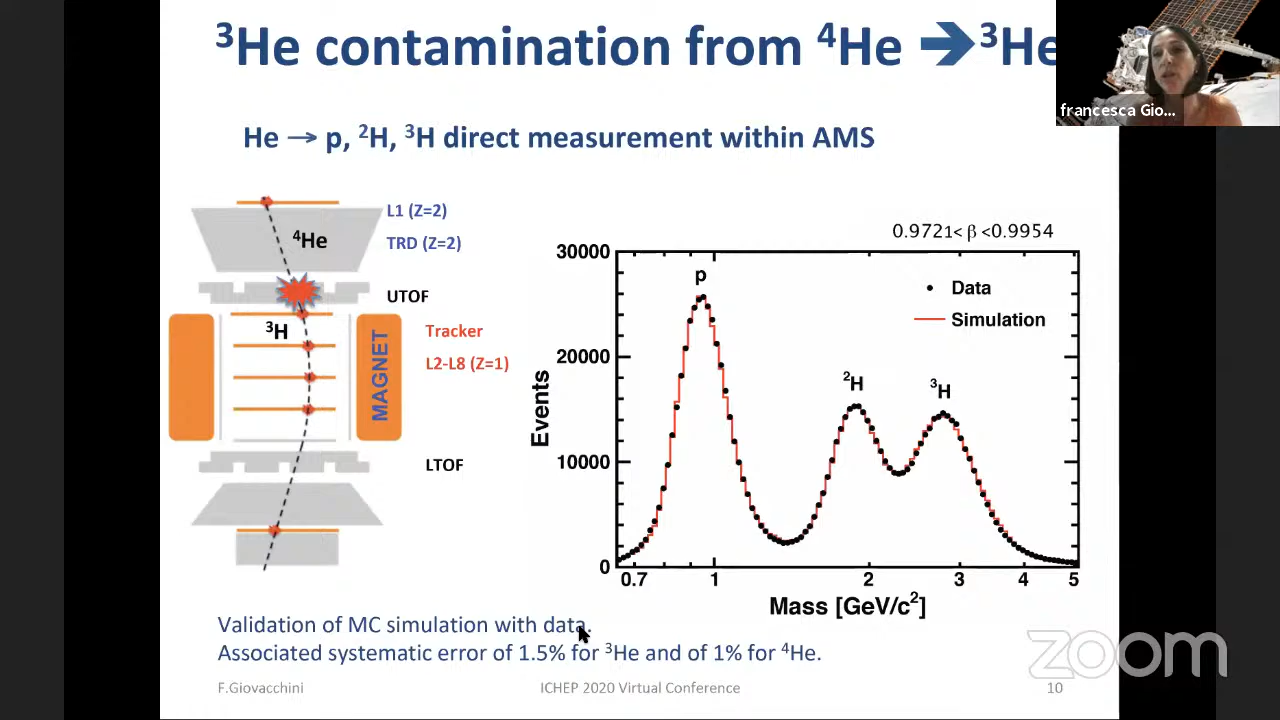 ³He contamination from ⁴He ➔ ³He
francesca Gio...
He → p, ²H, ³H direct measurement within AMS
L1 (Z=2)
⁴He
TRD (Z=2)
UTOF
³H
Tracker
L2-L8 (Z=1)
MAGNET
LTOF
0.9721< β <0.9954
30000
20000
10000
0
Events
p
²H
³H
Data
Simulation
0.7 1 2 3 4 5
Mass [GeV/c²]
Validation of MC simulation with data.
Associated systematic error of 1.5% for ³He and of 1% for ⁴He.
F.Giovacchini ICHEP 2020 Virtual Conference 10
zoom